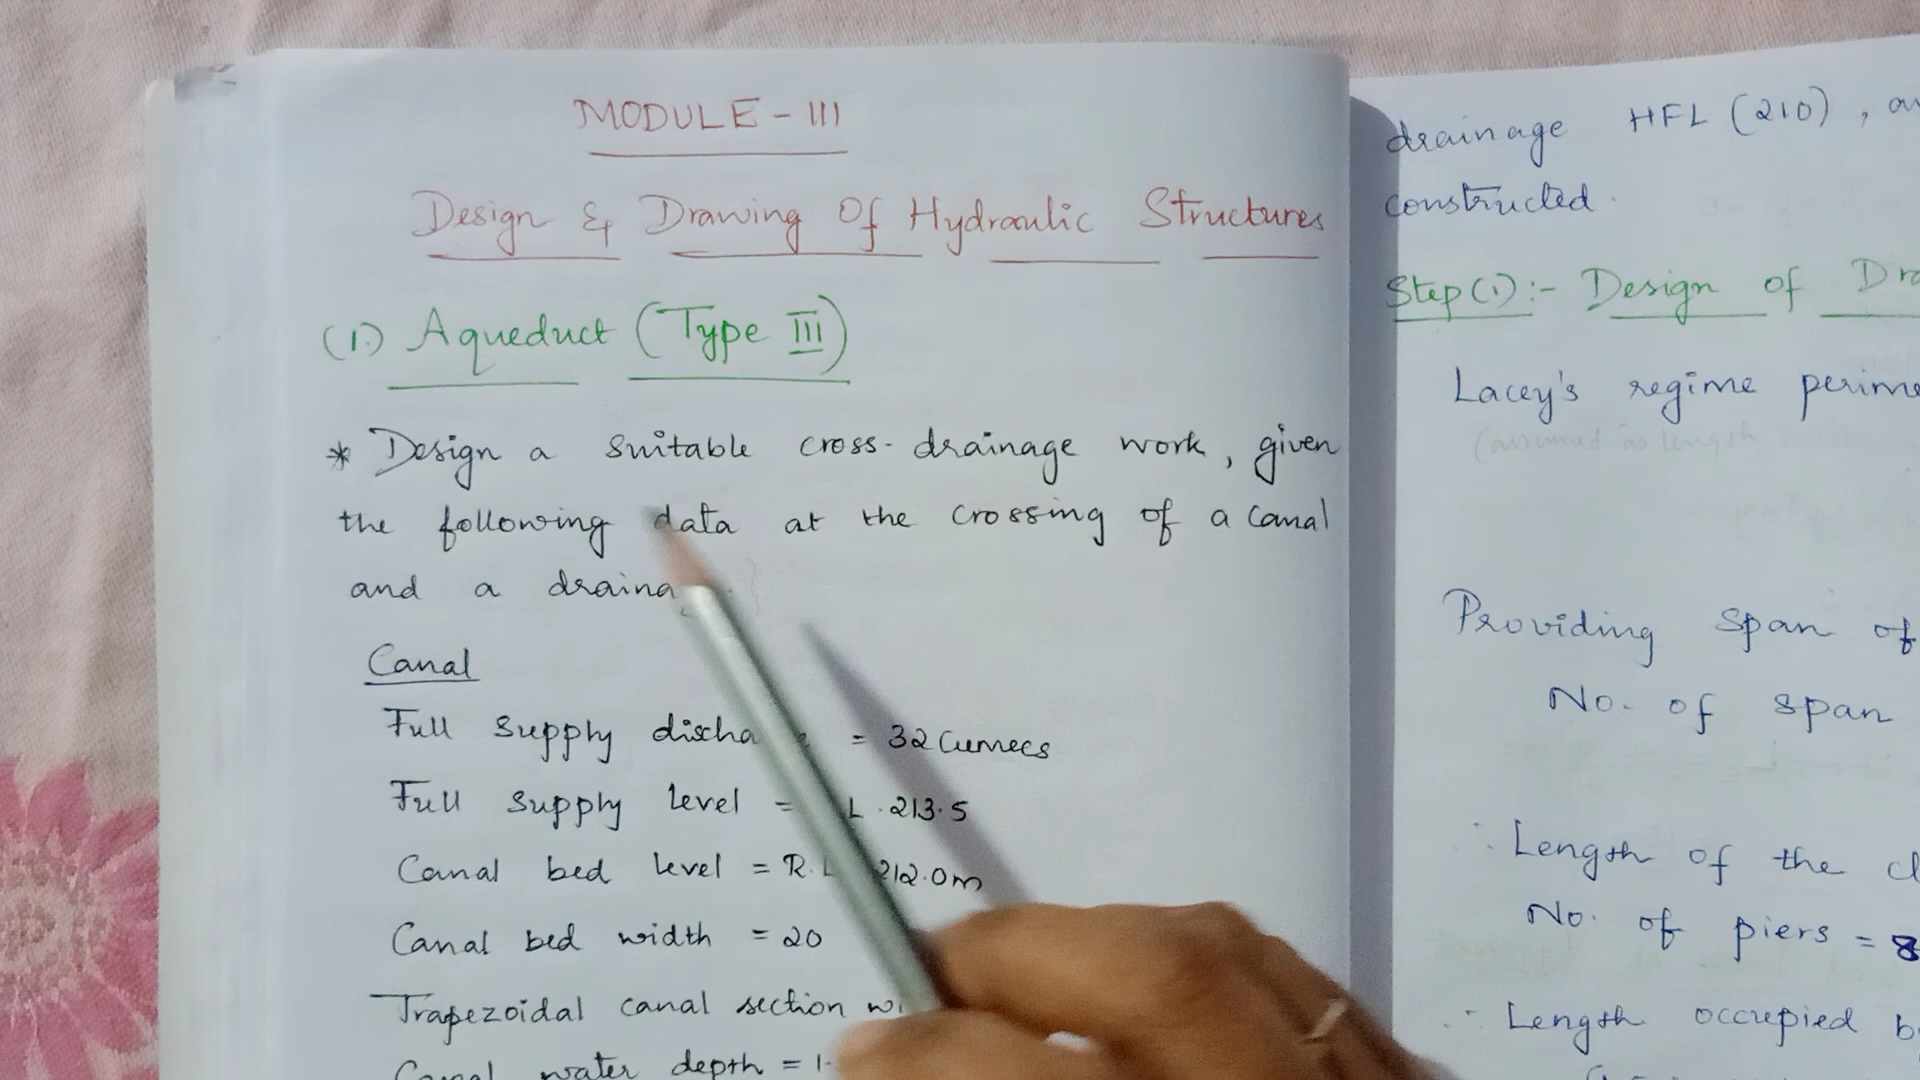 MODULE - III
Design & Drawing Of Hydraulic Structures
(1.) Aqueduct (Type III)
* Design a suitable cross-drainage work, given
the following data at the crossing of a canal
and a
Canal
Full supply = 32 Cumecs
Full supply level = 213.5
Canal bed level = R.L 212.0m
Canal bed width = 20
Trapezoidal canal section
Canal water depth = 1.
drainage HFL (210),
constructed.
Step (1) :- Design of
Lacey's regime
(assumed as length
Providing span of
No. of span
∴ Length of the
No. of piers = 8
∴ Length occupied